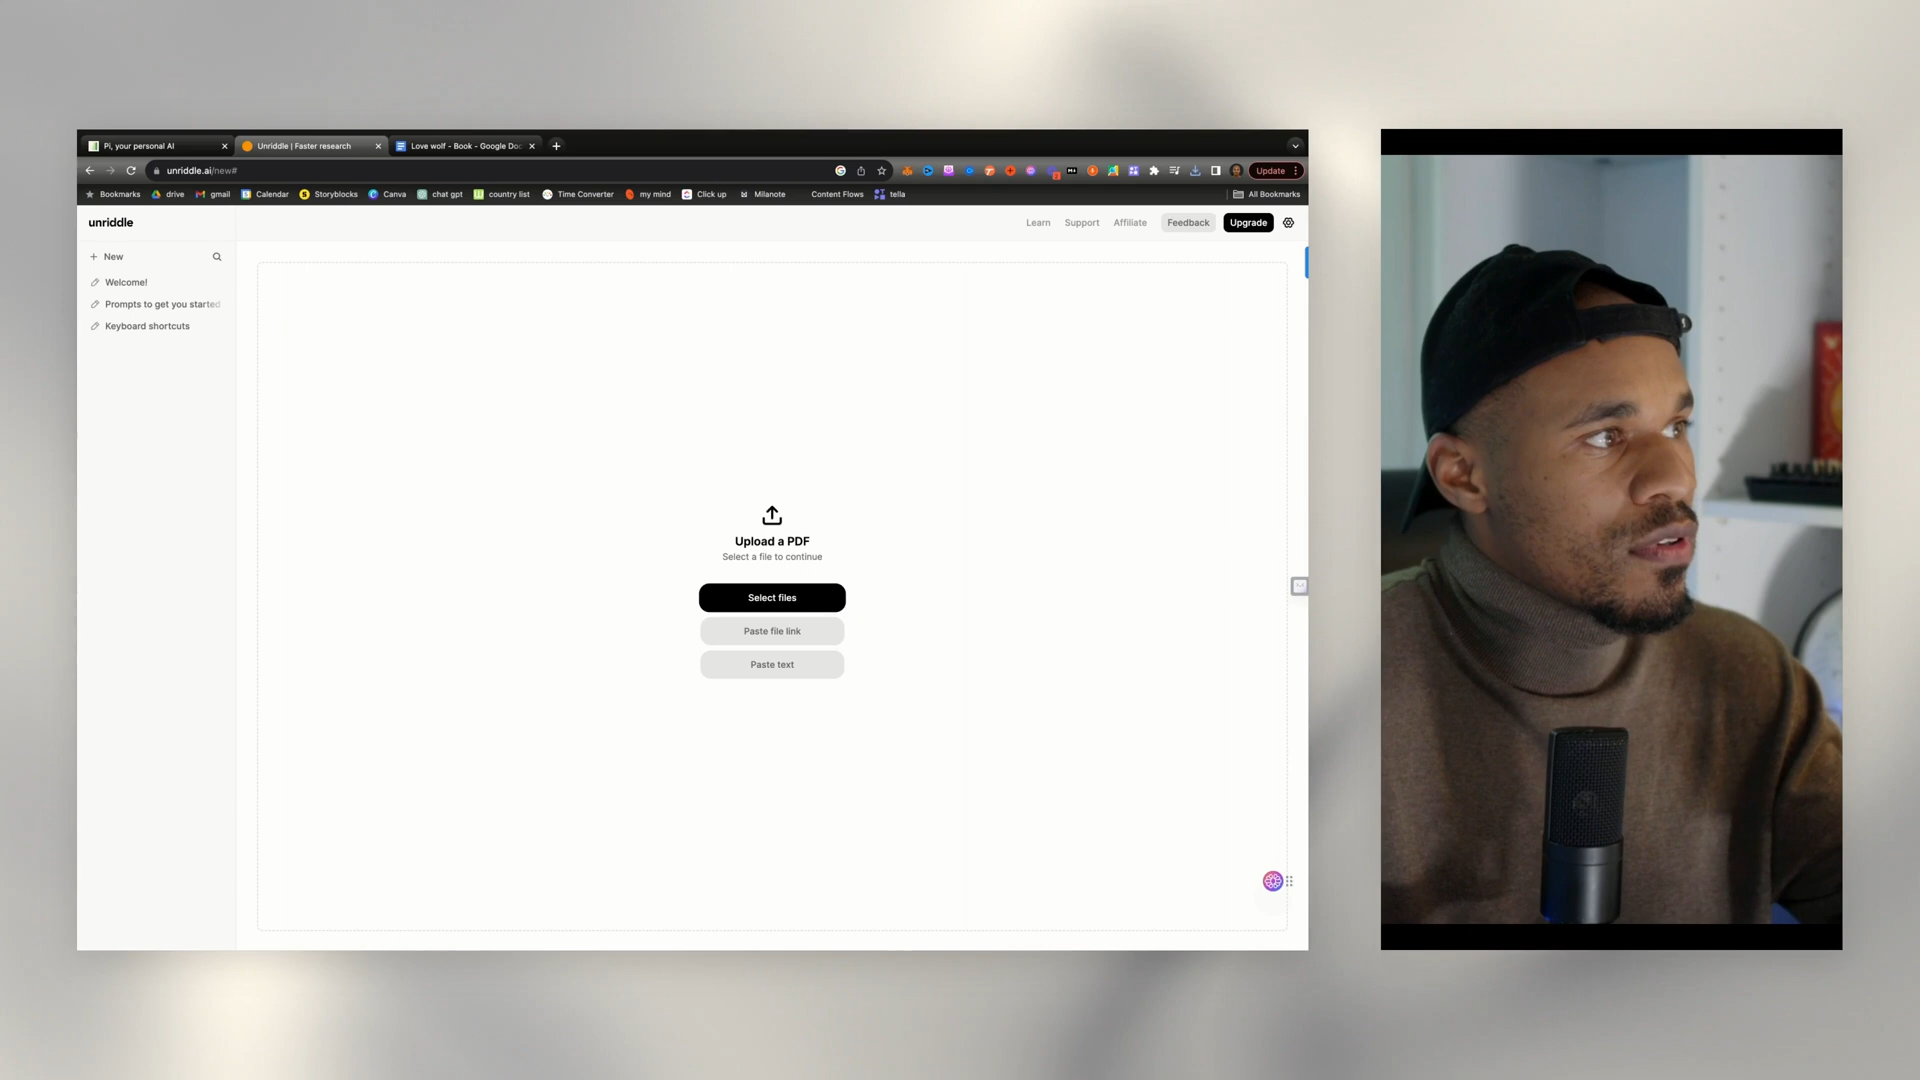 Pi, your personal AI
Unriddle | Faster research
Love wolf - Book - Google Doc
unriddle.ai/new#
Update
Bookmarks
drive
gmail
Calendar
Storyblocks
Canva
chat gpt
country list
Time Converter
my mind
Click up
Milanote
Content Flows
tella
All Bookmarks
unriddle
Learn
Support
Affiliate
Feedback
Upgrade
New
Welcome!
Prompts to get you started
Keyboard shortcuts
Upload a PDF
Select a file to continue
Select files
Paste file link
Paste text